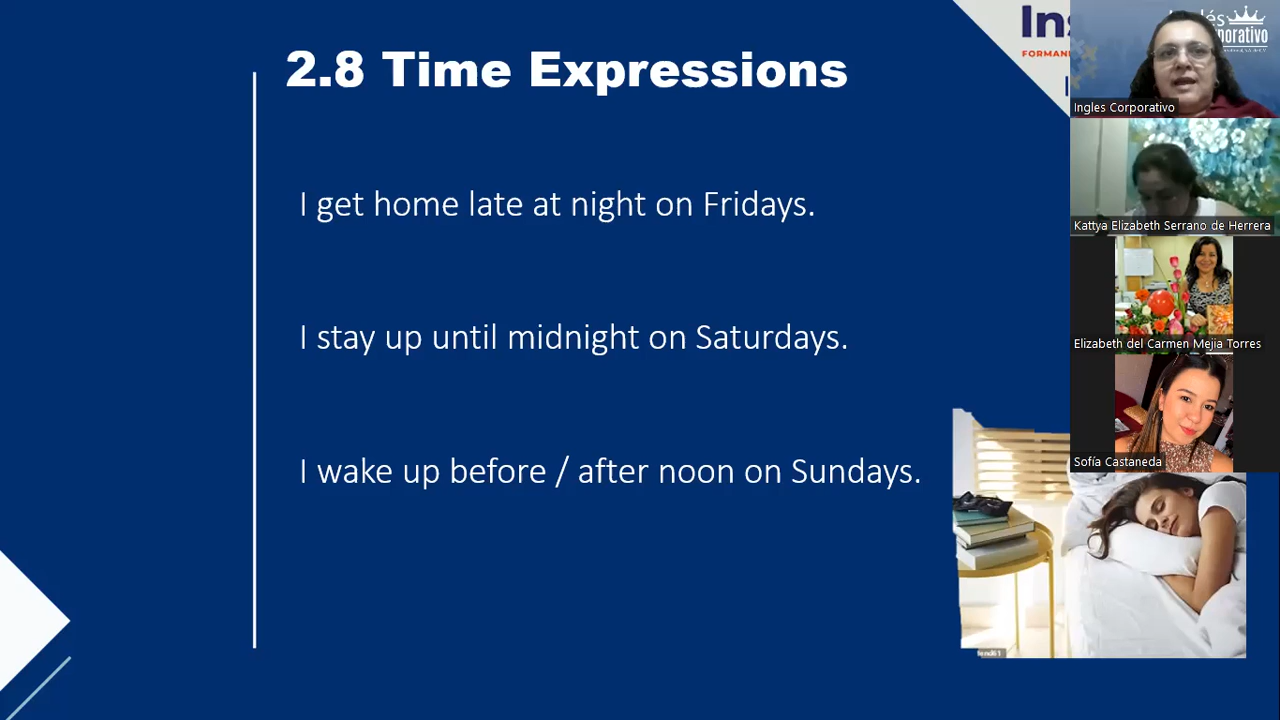 2.8 Time Expressions
I get home late at night on Fridays.
I stay up until midnight on Saturdays.
I wake up before / after noon on Sundays.
Ins
FORMAN
Ingles Corporativo
Kattya Elizabeth Serrano de Herrera
Elizabeth del Carmen Mejia Torres
Sofía Castaneda